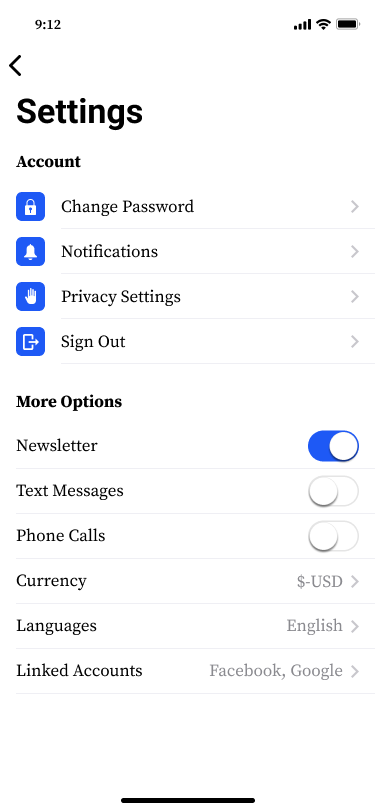 9:12
Settings
Account
Change Password
Notifications
Privacy Settings
Sign Out
More Options
Newsletter
Text Messages
Phone Calls
Currency $-USD
Languages English
Linked Accounts Facebook, Google